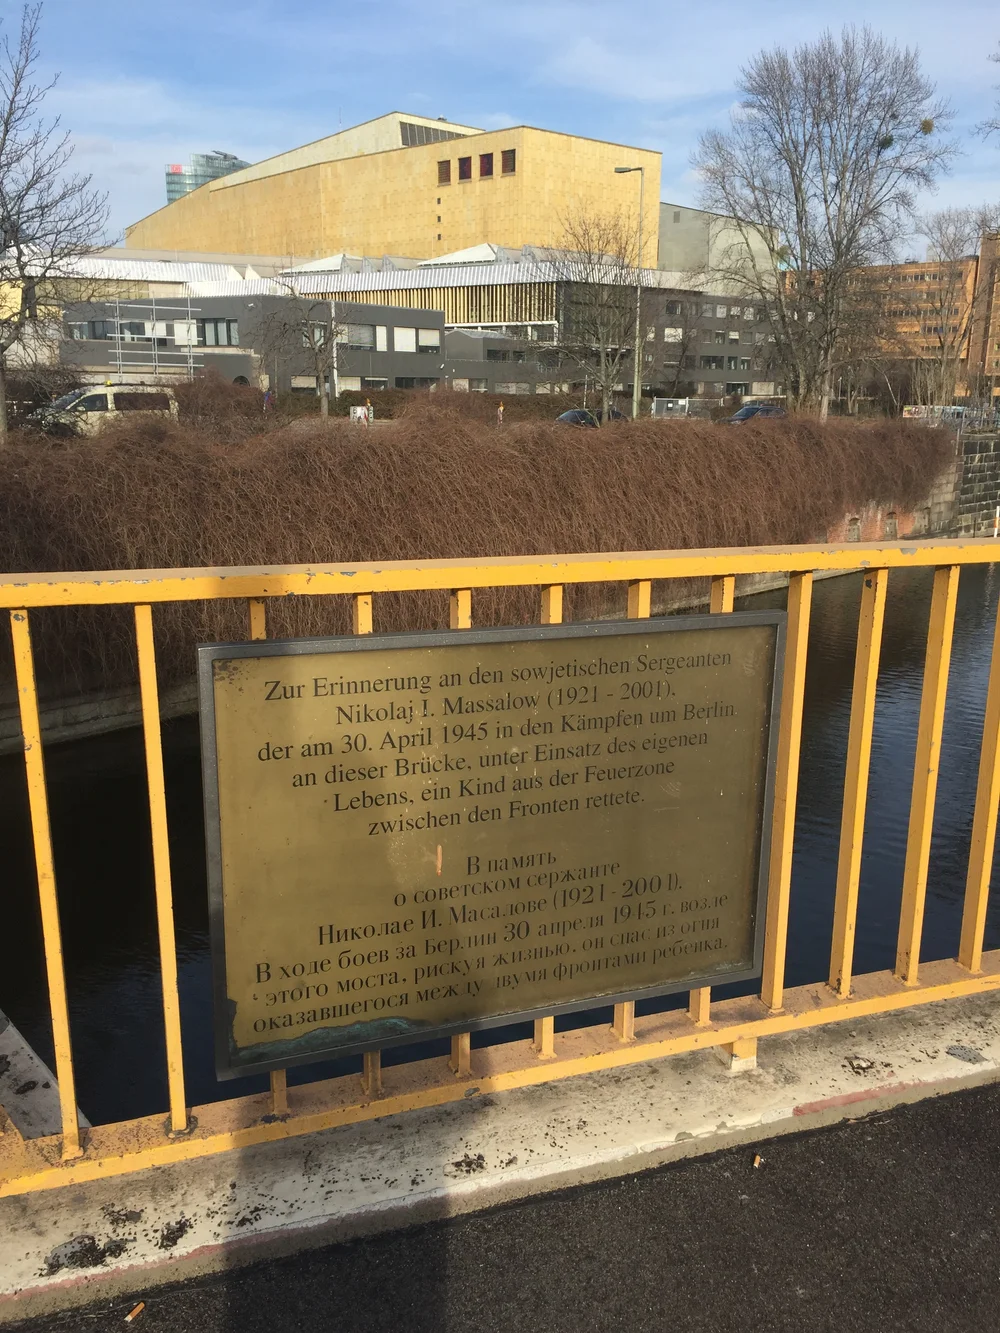 Zur Erinnerung an den sowjetischen Sergeanten
Nikolaj I. Massalow (1921 - 2001),
der am 30. April 1945 in den Kämpfen um Berlin
an dieser Brücke, unter Einsatz des eigenen
Lebens, ein Kind aus der Feuerzone
zwischen den Fronten rettete.
В память
о советском сержанте
Николае И. Масалове (1921 - 2001).
В ходе боев за Берлин 30 апреля 1945 г. возле
этого моста, рискуя жизнью, он спас из огня
оказавшегося между двумя фронтами ребенка.